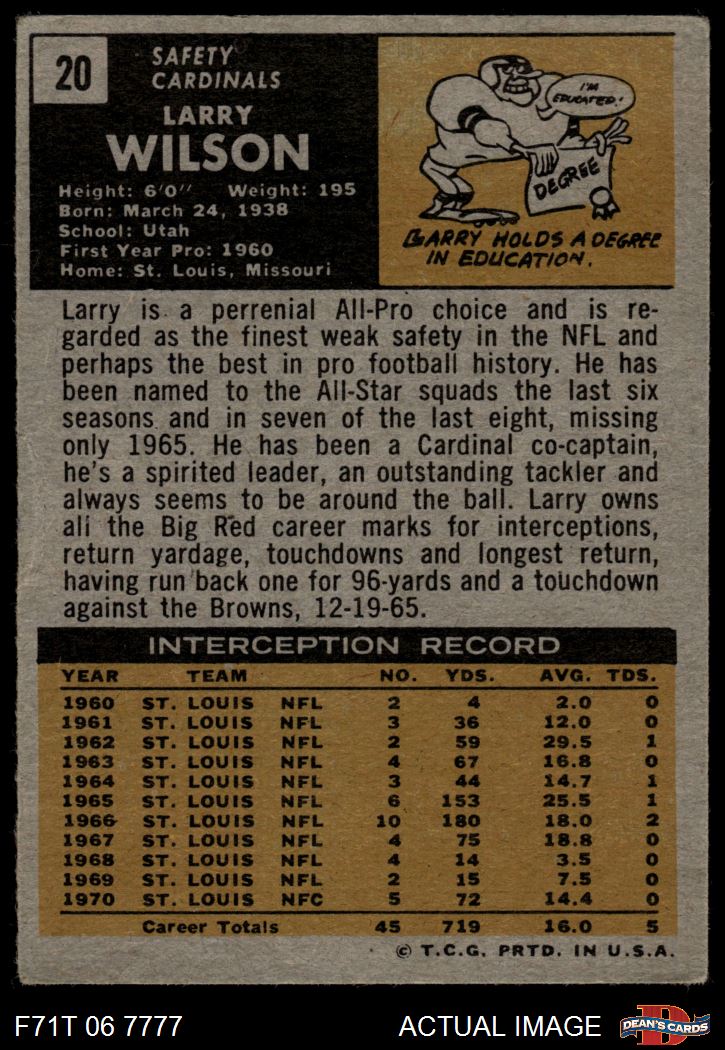 20
SAFETY
CARDINALS
LARRY
WILSON
Height: 6'0" Weight: 195
Born: March 24, 1938
School: Utah
First Year Pro: 1960
Home: St. Louis, Missouri
I'M
EDUCATED!
DEGREE
LARRY HOLDS A DEGREE
IN EDUCATION.
Larry is a perrenial All-Pro choice and is re-
garded as the finest weak safety in the NFL and
perhaps the best in pro football history. He has
been named to the All-Star squads the last six
seasons and in seven of the last eight, missing
only 1965. He has been a Cardinal co-captain,
he's a spirited leader, an outstanding tackler and
always seems to be around the ball. Larry owns
all the Big Red career marks for interceptions,
return yardage, touchdowns and longest return,
having run back one for 96-yards and a touchdown
against the Browns, 12-19-65.
INTERCEPTION RECORD
YEAR TEAM NO. YDS. AVG. TDS.
1960 ST. LOUIS NFL 2 4 2.0 0
1961 ST. LOUIS NFL 3 36 12.0 0
1962 ST. LOUIS NFL 2 59 29.5 1
1963 ST. LOUIS NFL 4 67 16.8 0
1964 ST. LOUIS NFL 3 44 14.7 1
1965 ST. LOUIS NFL 6 153 25.5 1
1966 ST. LOUIS NFL 10 180 18.0 2
1967 ST. LOUIS NFL 4 75 18.8 0
1968 ST. LOUIS NFL 4 14 3.5 0
1969 ST. LOUIS NFL 2 15 7.5 0
1970 ST. LOUIS NFC 5 72 14.4 0
Career Totals 45 719 16.0 5
© T.C.G. PRTD. IN U.S.A.
F71T 06 7777 ACTUAL IMAGE
D
DEAN'S CARDS